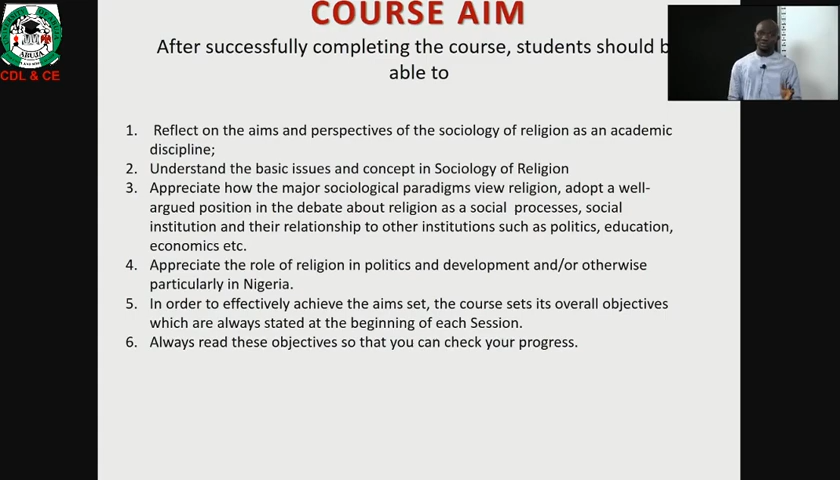 COURSE AIM
After successfully completing the course, students should b
able to
1. Reflect on the aims and perspectives of the sociology of religion as an academic
discipline;
2. Understand the basic issues and concept in Sociology of Religion
3. Appreciate how the major sociological paradigms view religion, adopt a well-
argued position in the debate about religion as a social processes, social
institution and their relationship to other institutions such as politics, education,
economics etc.
4. Appreciate the role of religion in politics and development and/or otherwise
particularly in Nigeria.
5. In order to effectively achieve the aims set, the course sets its overall objectives
which are always stated at the beginning of each Session.
6. Always read these objectives so that you can check your progress.
ABUJA
CDL & CE